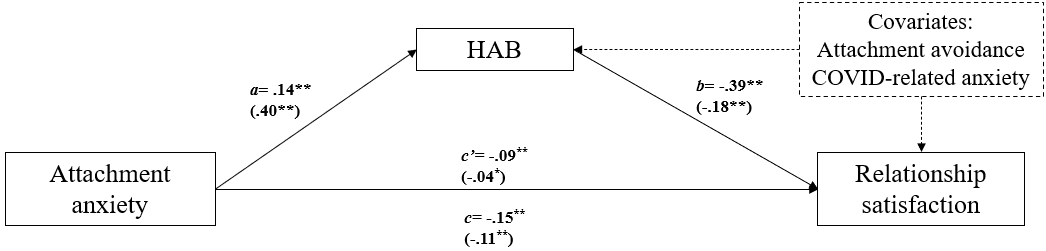 Covariates:
Attachment avoidance
COVID-related anxiety
HAB
a= .14**
(.40**)
b= -.39**
(-.18**)
Attachment
anxiety
c’= -.09**
(-.04*)
c= -.15**
(-.11**)
Relationship
satisfaction